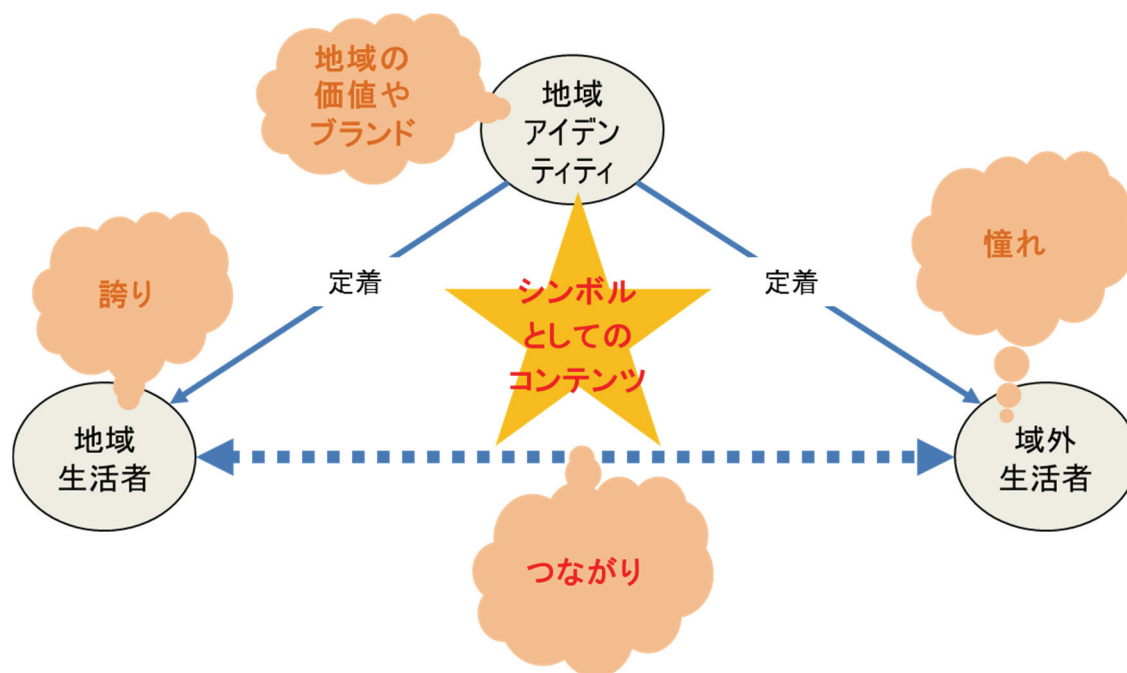 地域の
価値や
ブランド
地域
アイデン
ティティ
誇り
定着
シンボル
としての
コンテンツ
定着
憧れ
地域
生活者
域外
生活者
つながり